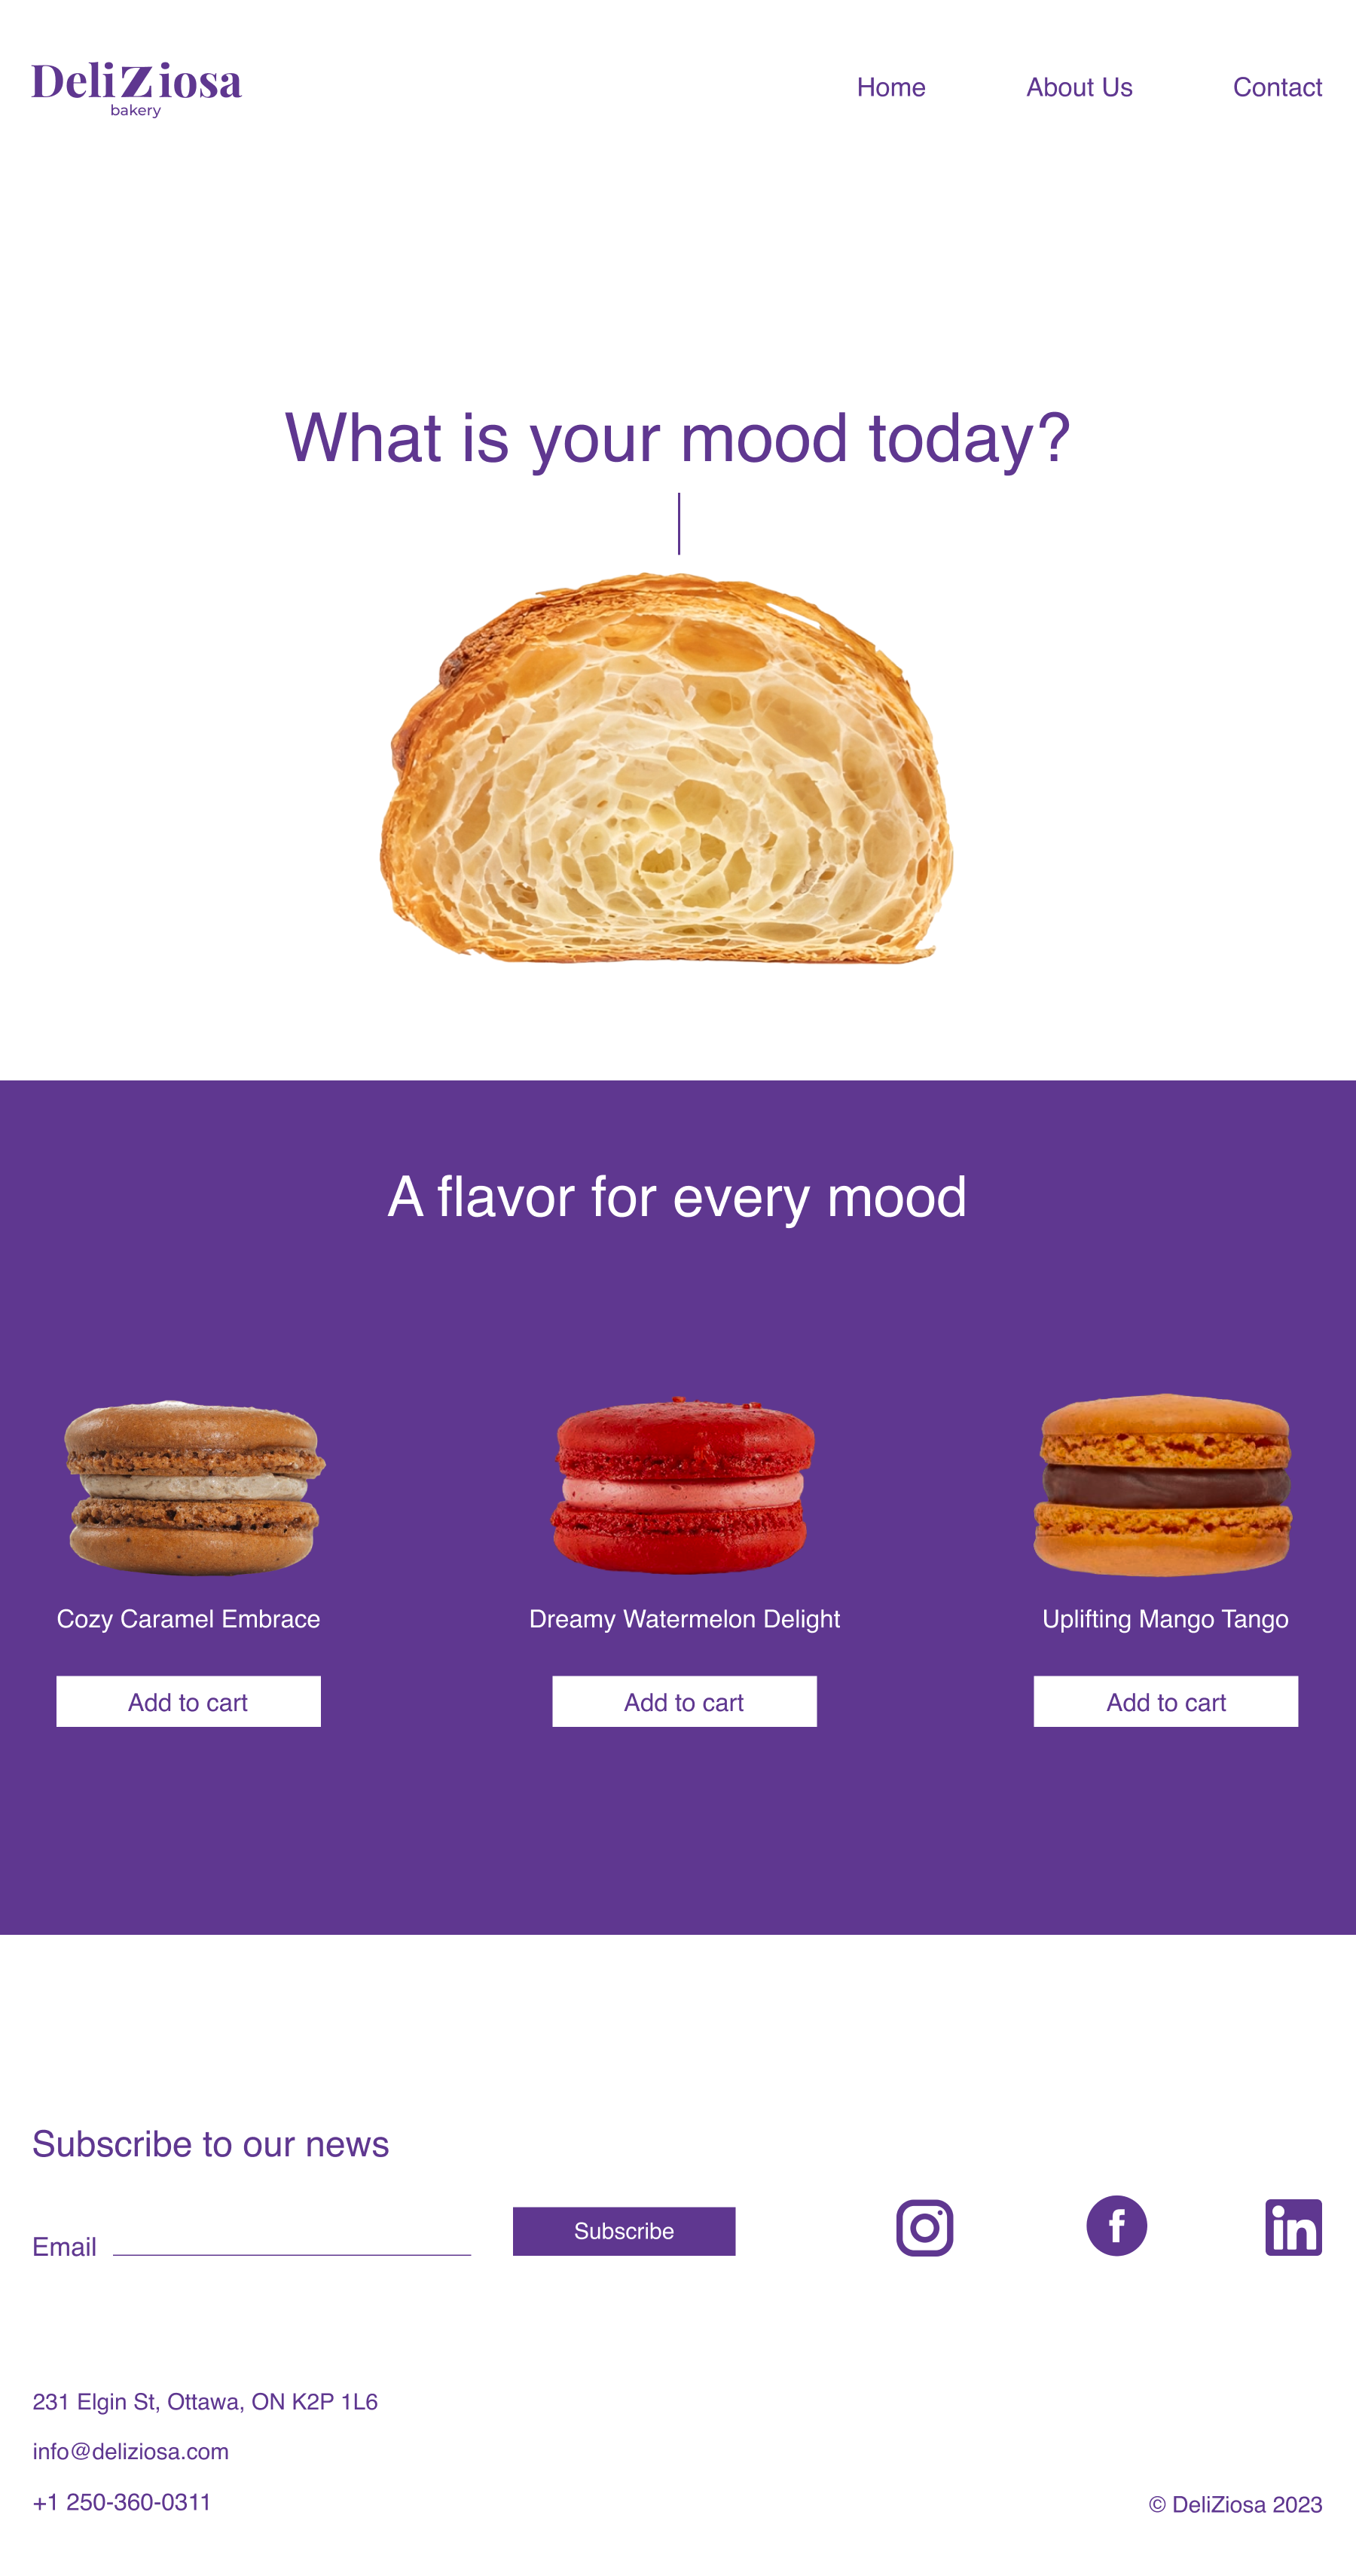 DeliZiosa
bakery
Home
About Us
Contact
What is your mood today?
A flavor for every mood
Cozy Caramel Embrace
Dreamy Watermelon Delight
Uplifting Mango Tango
Add to cart
Add to cart
Add to cart
Subscribe to our news
Email
Subscribe
f
in
231 Elgin St, Ottawa, ON K2P 1L6
info@deliziosa.com
+1 250-360-0311
© DeliZiosa 2023